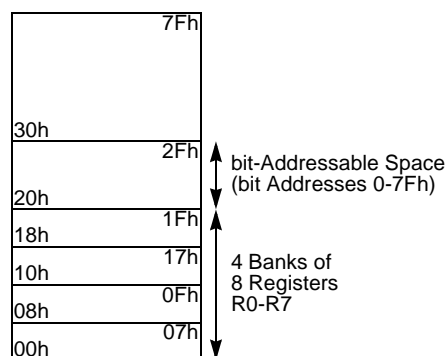 7Fh
30h
2Fh
bit-Addressable Space
(bit Addresses 0-7Fh)
20h
1Fh
18h
17h
10h
4 Banks of
8 Registers
R0-R7
0Fh
08h
07h
00h